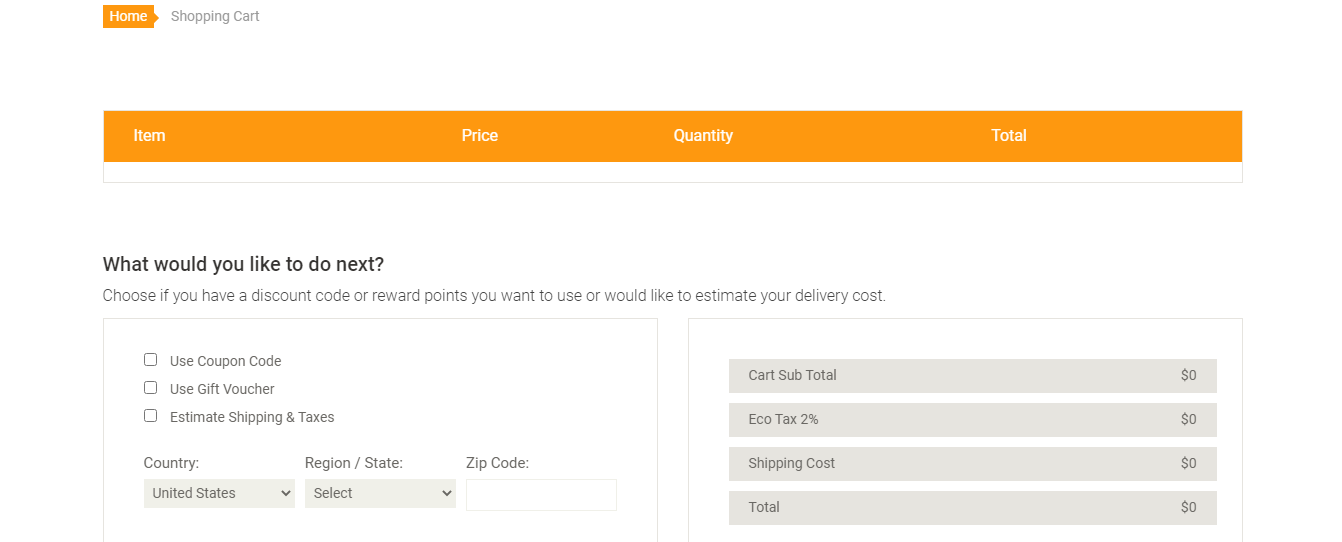 Home Shopping Cart
Item Price Quantity Total
What would you like to do next?
Choose if you have a discount code or reward points you want to use or would like to estimate your delivery cost.
Use Coupon Code
Use Gift Voucher
Estimate Shipping & Taxes
Country: Region / State: Zip Code:
United States Select
Cart Sub Total $0
Eco Tax 2% $0
Shipping Cost $0
Total $0